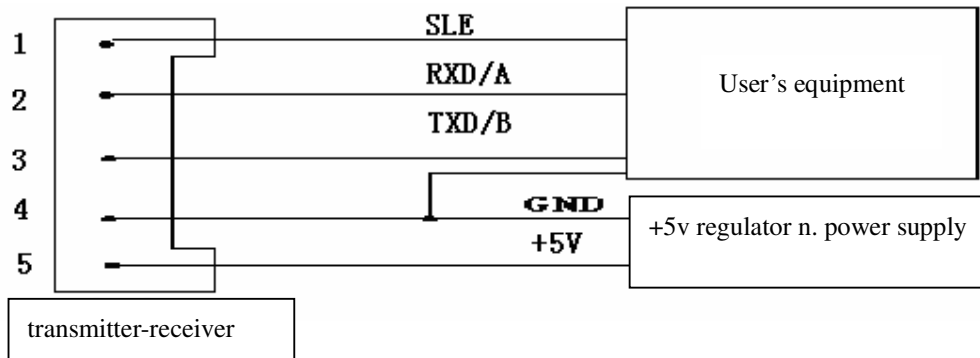 1
SLE
2
RXD/A
User's equipment
TXD/B
3
4
GND
+5v regulator n. power supply
+5V
5
transmitter-receiver